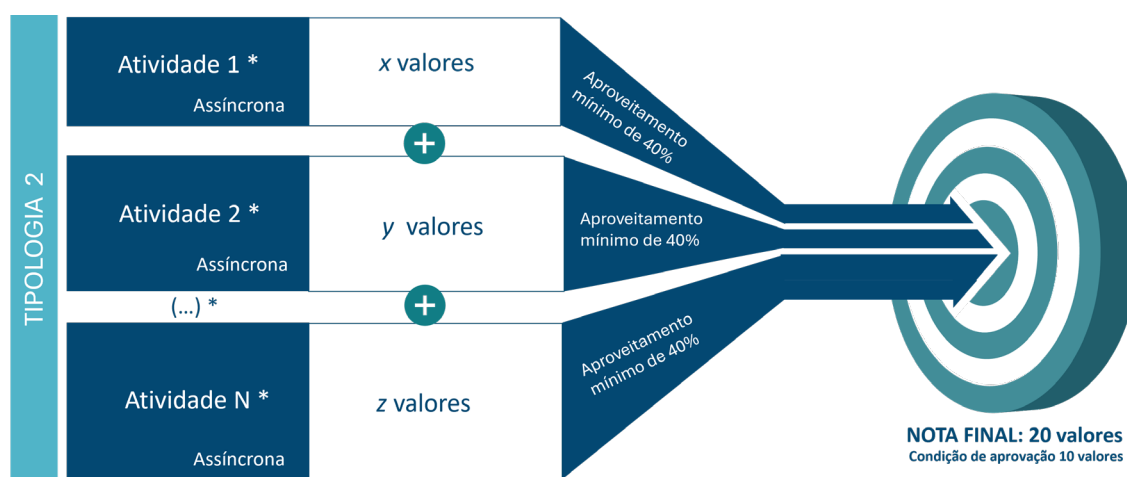 TIPOLOGIA 2
Atividade 1 *
Assíncrona
x valores
Aproveitamento
mínimo de 40%
+
Atividade 2 *
Assíncrona
y valores
Aproveitamento
mínimo de 40%
(...) *
+
Atividade N *
Assíncrona
z valores
Aproveitamento
mínimo de 40%
NOTA FINAL: 20 valores
Condição de aprovação 10 valores